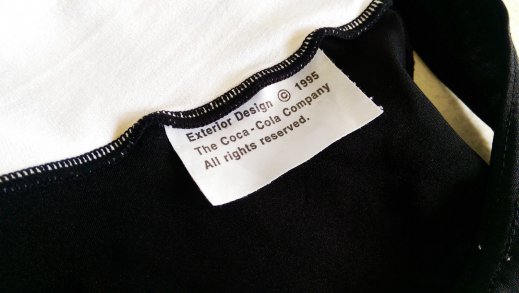 Exterior Design © 1995
The Coca-Cola Company
All rights reserved.